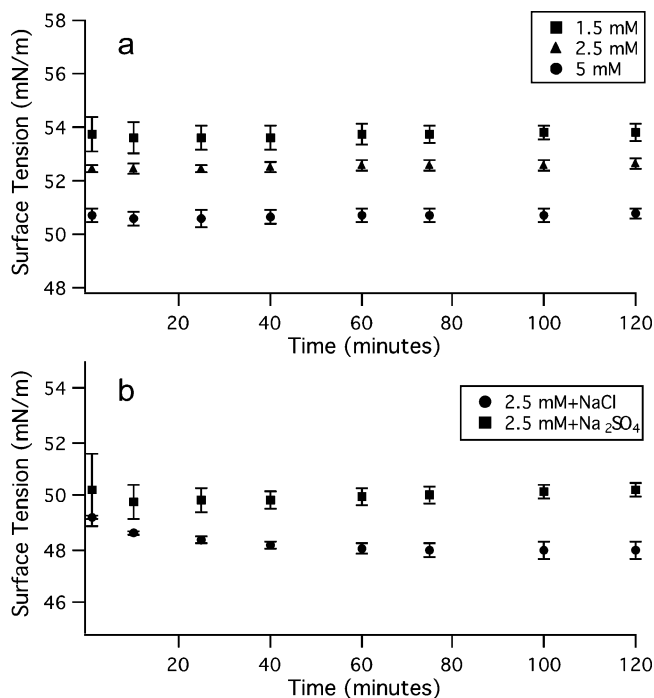 58
a
1.5 mM
2.5 mM
5 mM
56
54
52
50
48
Surface Tension (mN/m)
20
40
60
80
100
120
Time (minutes)
b
2.5 mM+NaCl
2.5 mM+Na₂SO₄
54
52
50
48
46
Surface Tension (mN/m)
20
40
60
80
100
120
Time (minutes)